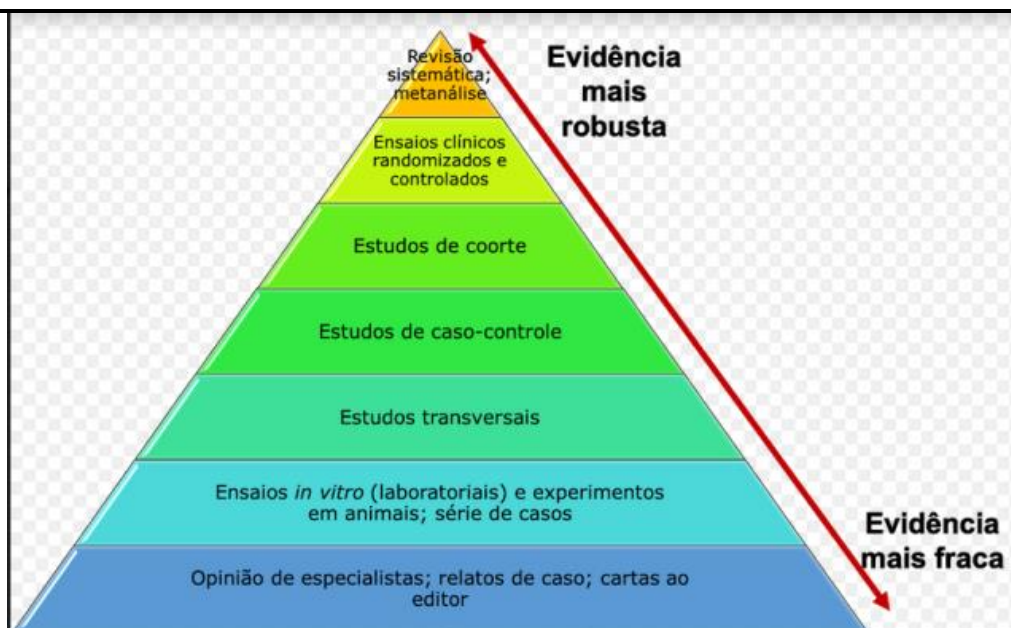 Revisão
sistemática;
metanálise
Evidência
mais
robusta
Ensaios clínicos
randomizados e
controlados
Estudos de coorte
Estudos de caso-controle
Estudos transversais
Ensaios in vitro (laboratoriais) e experimentos
em animais; série de casos
Evidência
mais fraca
Opinião de especialistas; relatos de caso; cartas ao
editor